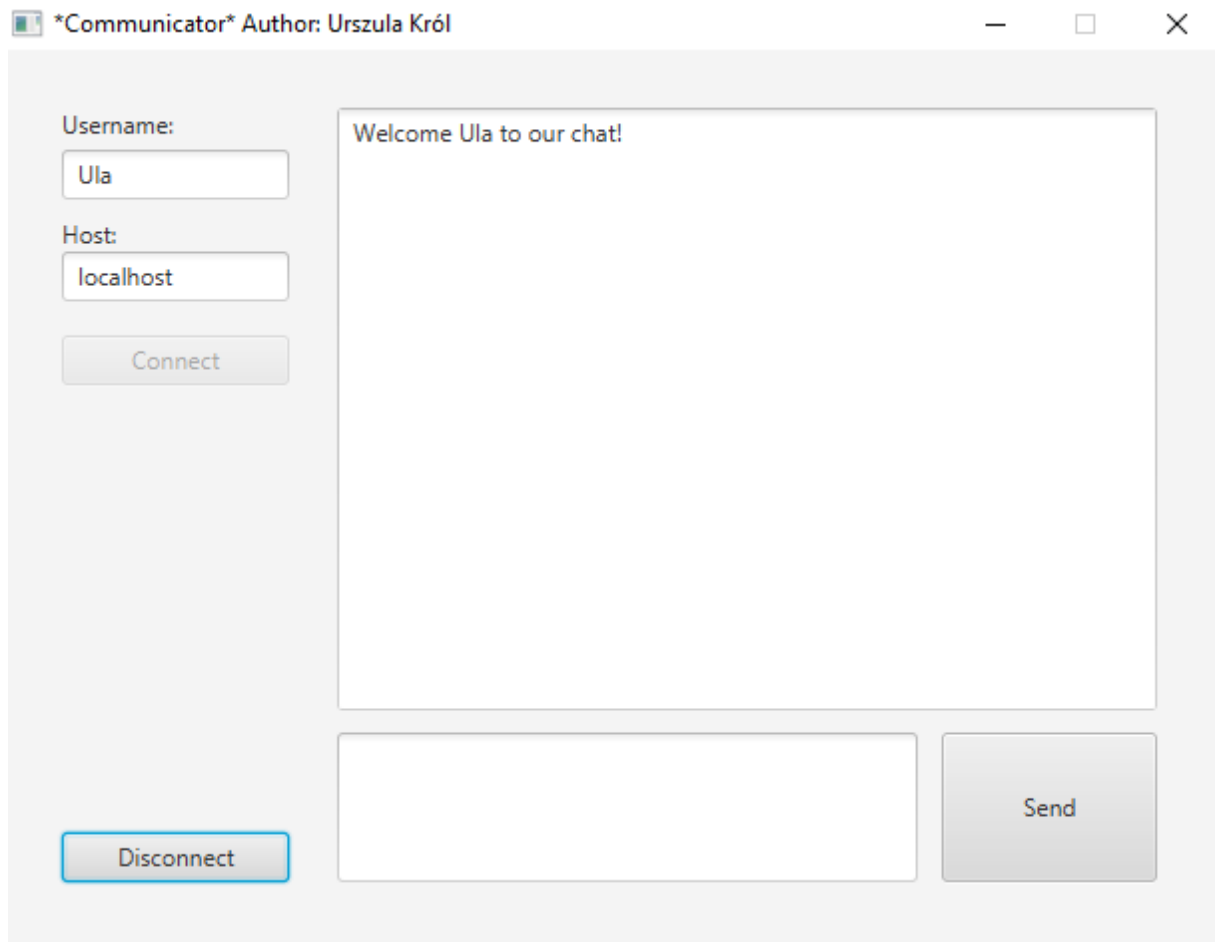 *Communicator* Author: Urszula Król
Username:
Ula
Host:
localhost
Connect
Disconnect
Welcome Ula to our chat!
Send